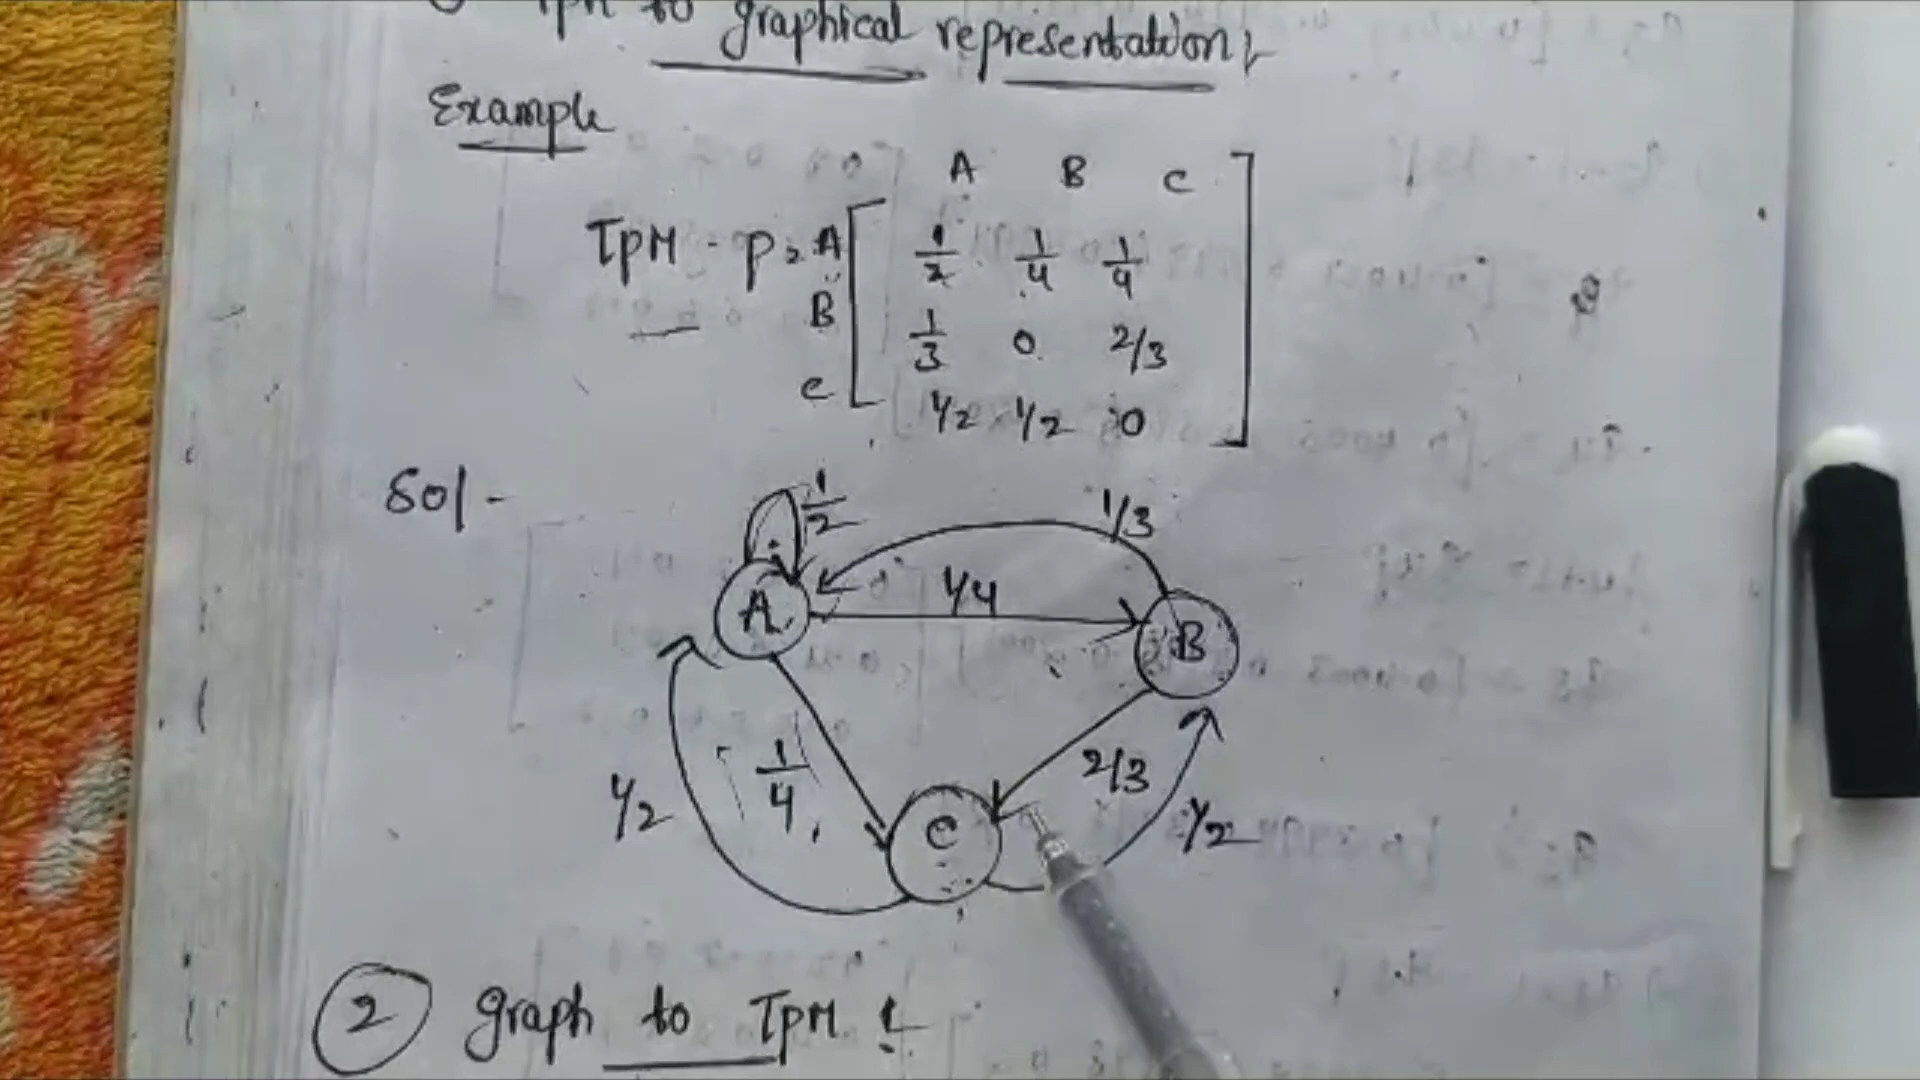 TPM to graphical representation:
Example
A B C
TPM - P = A 1/2 1/4 1/4
B 1/3 0 2/3
C 1/2 1/2 0
Sol -
1/2
1/3
1/4
A
B
1/4
2/3
1/2
1/2
C
2 graph to TPM :